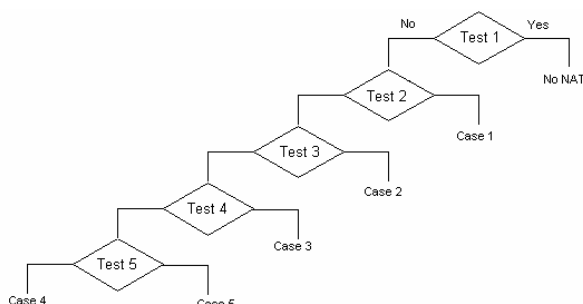 No
Yes
Test 1
No NAT
Test 2
Case 1
Test 3
Case 2
Test 4
Case 3
Test 5
Case 4
Case 5